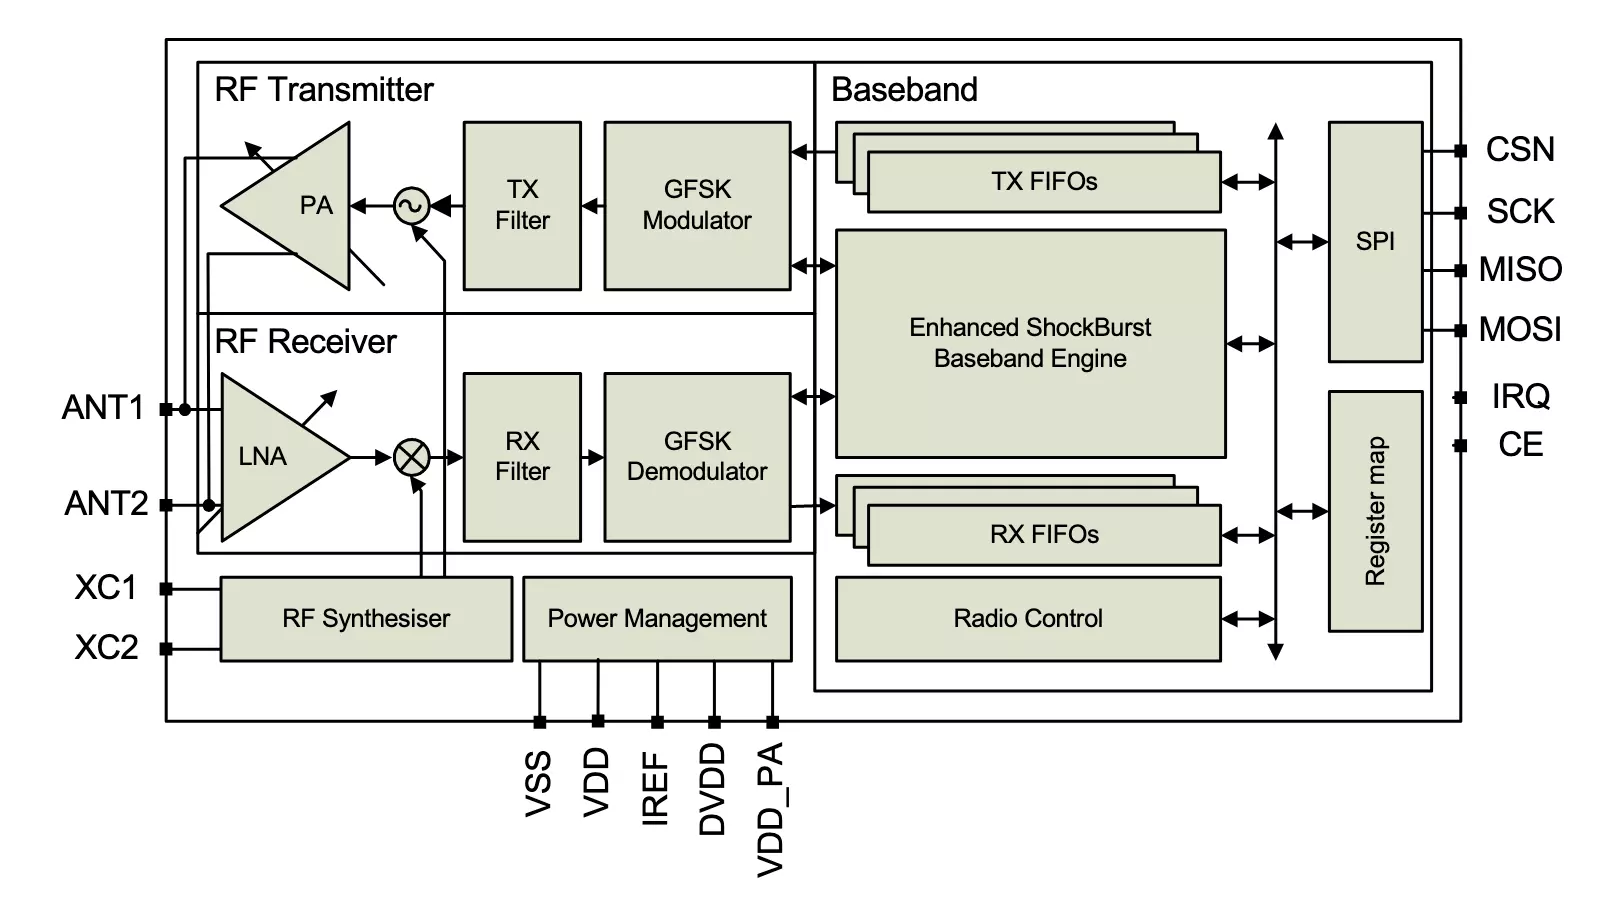 RF Transmitter
Baseband
PA
TX
Filter
GFSK
Modulator
TX FIFOs
SPI
CSN
SCK
MISO
MOSI
Enhanced ShockBurst
Baseband Engine
RF Receiver
ANT1
ANT2
LNA
RX
Filter
GFSK
Demodulator
RX FIFOs
Register map
IRQ
CE
XC1
XC2
RF Synthesiser
Power Management
Radio Control
VSS
VDD
IREF
DVDD
VDD_PA